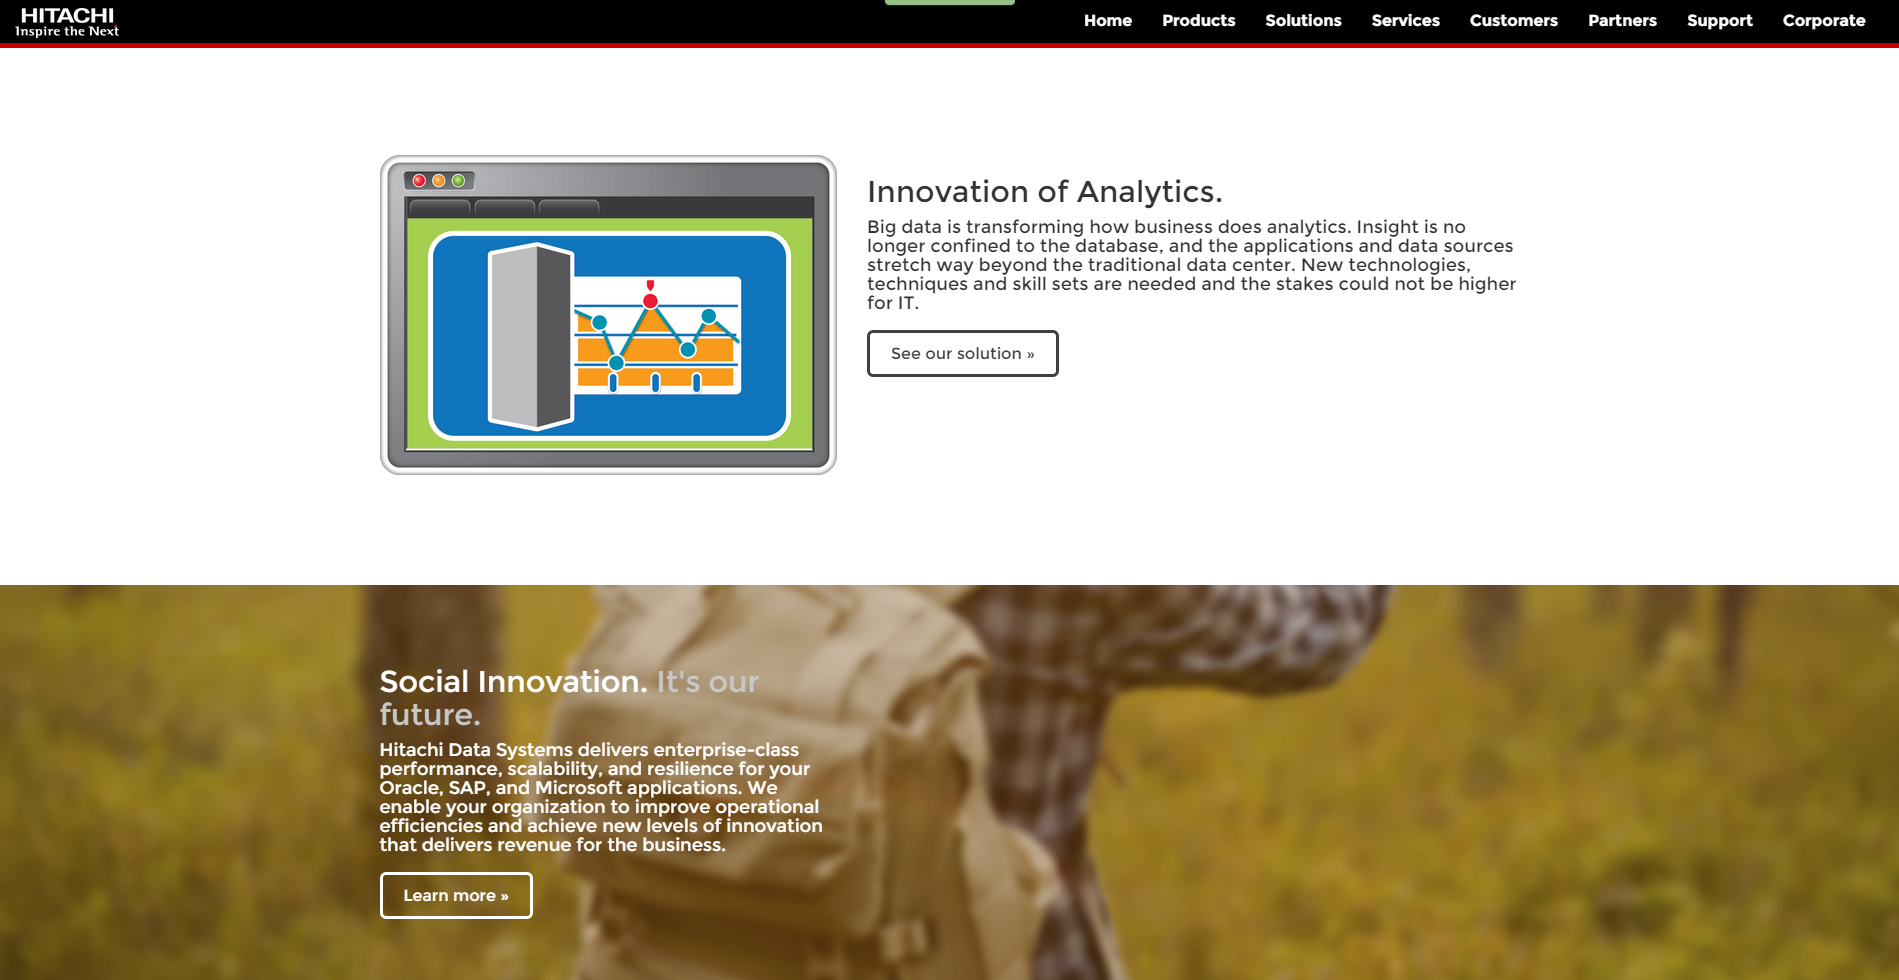 HITACHI
Inspire the Next
Home Products Solutions Services Customers Partners Support Corporate
Innovation of Analytics.
Big data is transforming how business does analytics. Insight is no
longer confined to the database, and the applications and data sources
stretch way beyond the traditional data center. New technologies,
techniques and skill sets are needed and the stakes could not be higher
for IT.
See our solution »
Social Innovation. It's our
future.
Hitachi Data Systems delivers enterprise-class
performance, scalability, and resilience for your
Oracle, SAP, and Microsoft applications. We
enable your organization to improve operational
efficiencies and achieve new levels of innovation
that delivers revenue for the business.
Learn more »